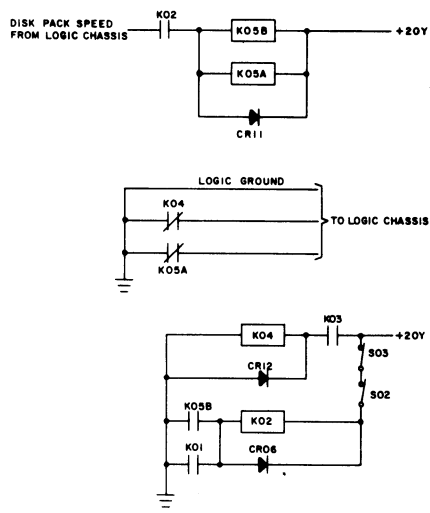 K02
DISK PACK SPEED
FROM LOGIC CHASSIS
K05B
+20Y
K05A
CR11
LOGIC GROUND
K04
TO LOGIC CHASSIS
K05A
K03
K04
+20Y
S03
CR12
S02
K05B
K02
K01
CR06